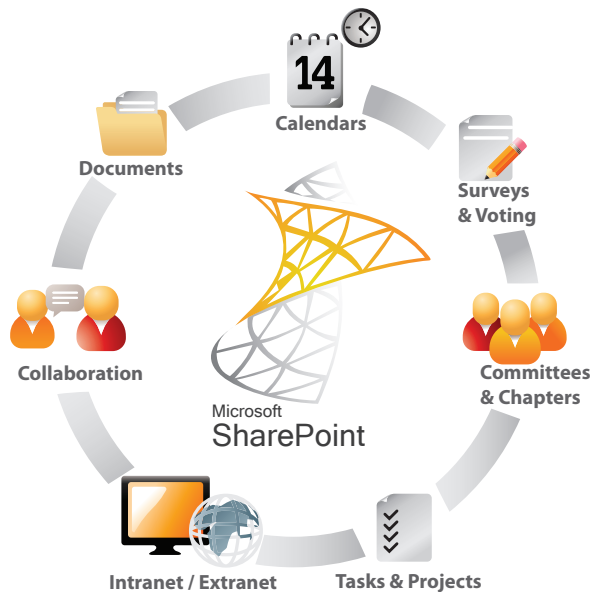 14
Calendars
Documents
Surveys
& Voting
Collaboration
Committees
& Chapters
Microsoft
SharePoint
Intranet / Extranet
Tasks & Projects